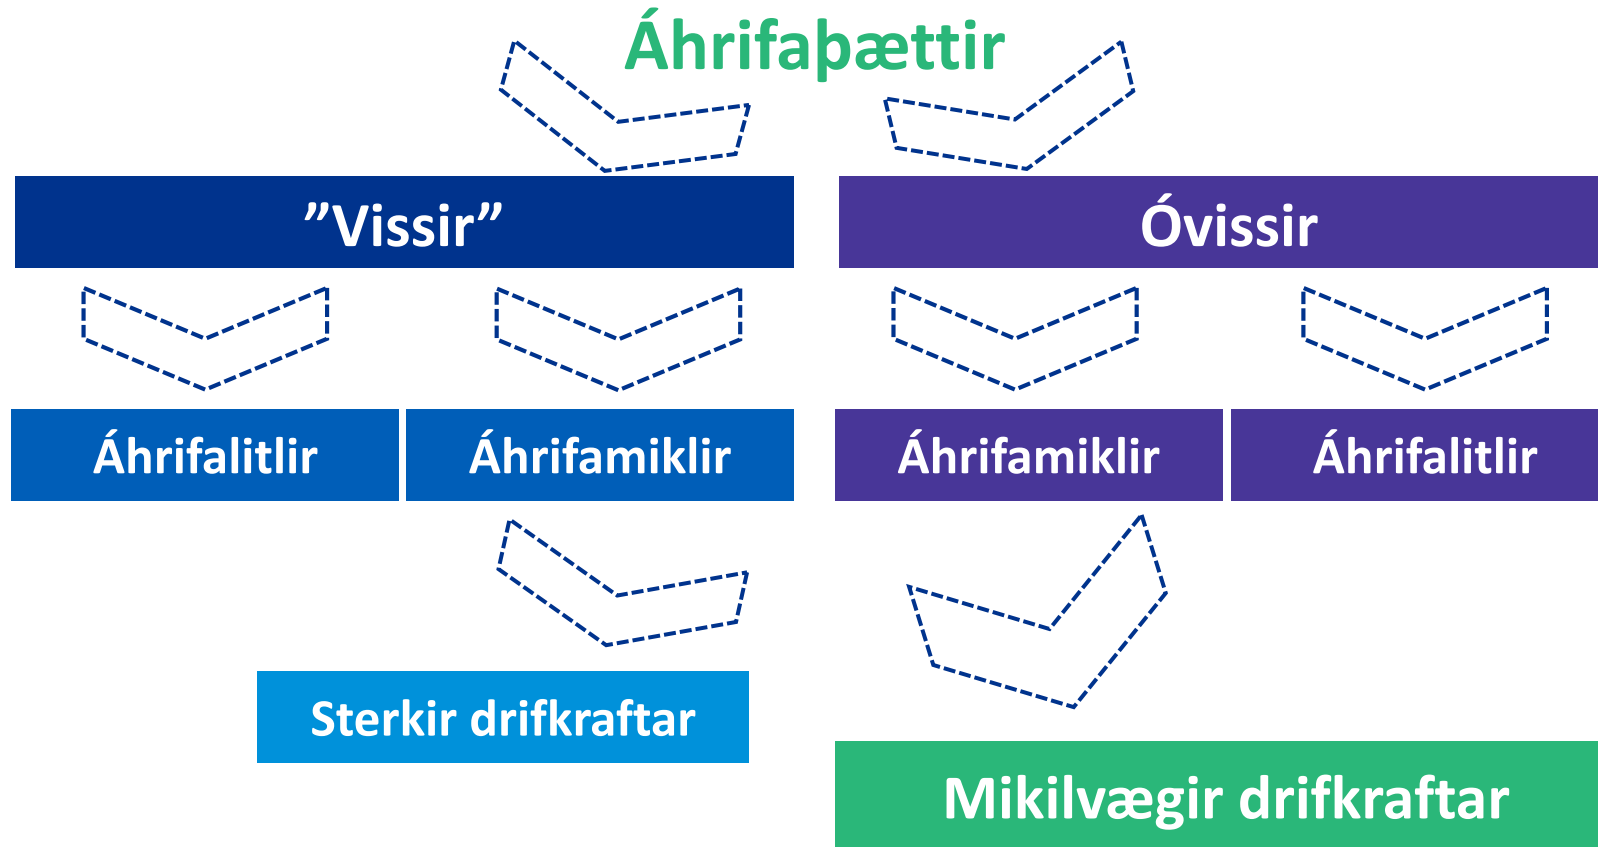 Áhrifaþættir
”Vissir”
Óvissir
Áhrifalitlir
Áhrifamiklir
Áhrifamiklir
Áhrifalitlir
Sterkir drifkraftar
Mikilvægir drifkraftar